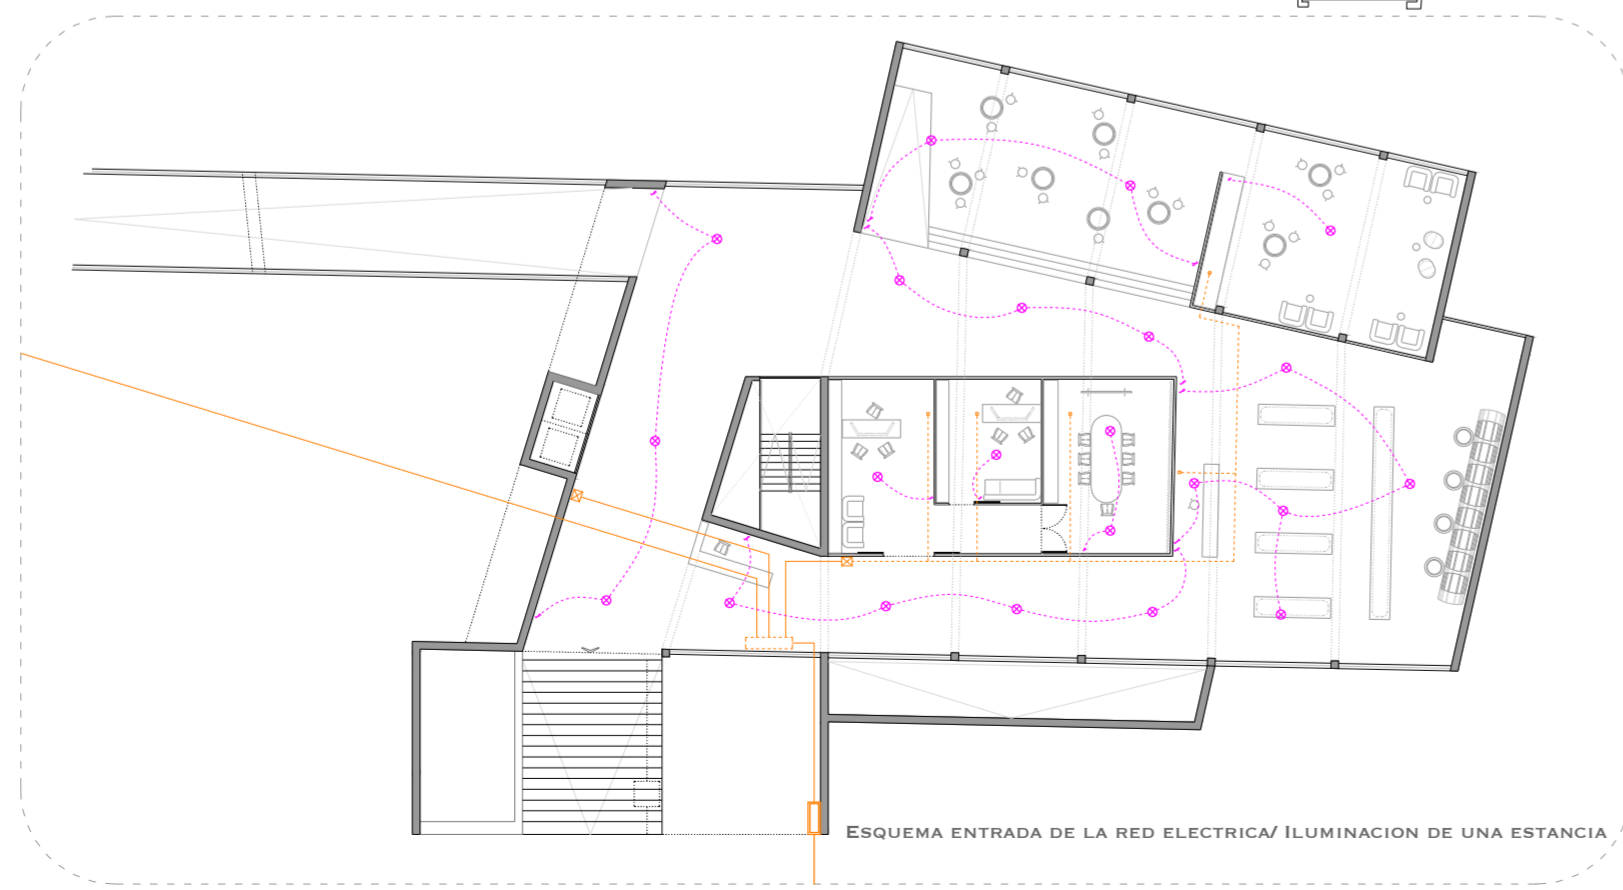 Esquema entrada de la red electrica/ Iluminacion de una estancia